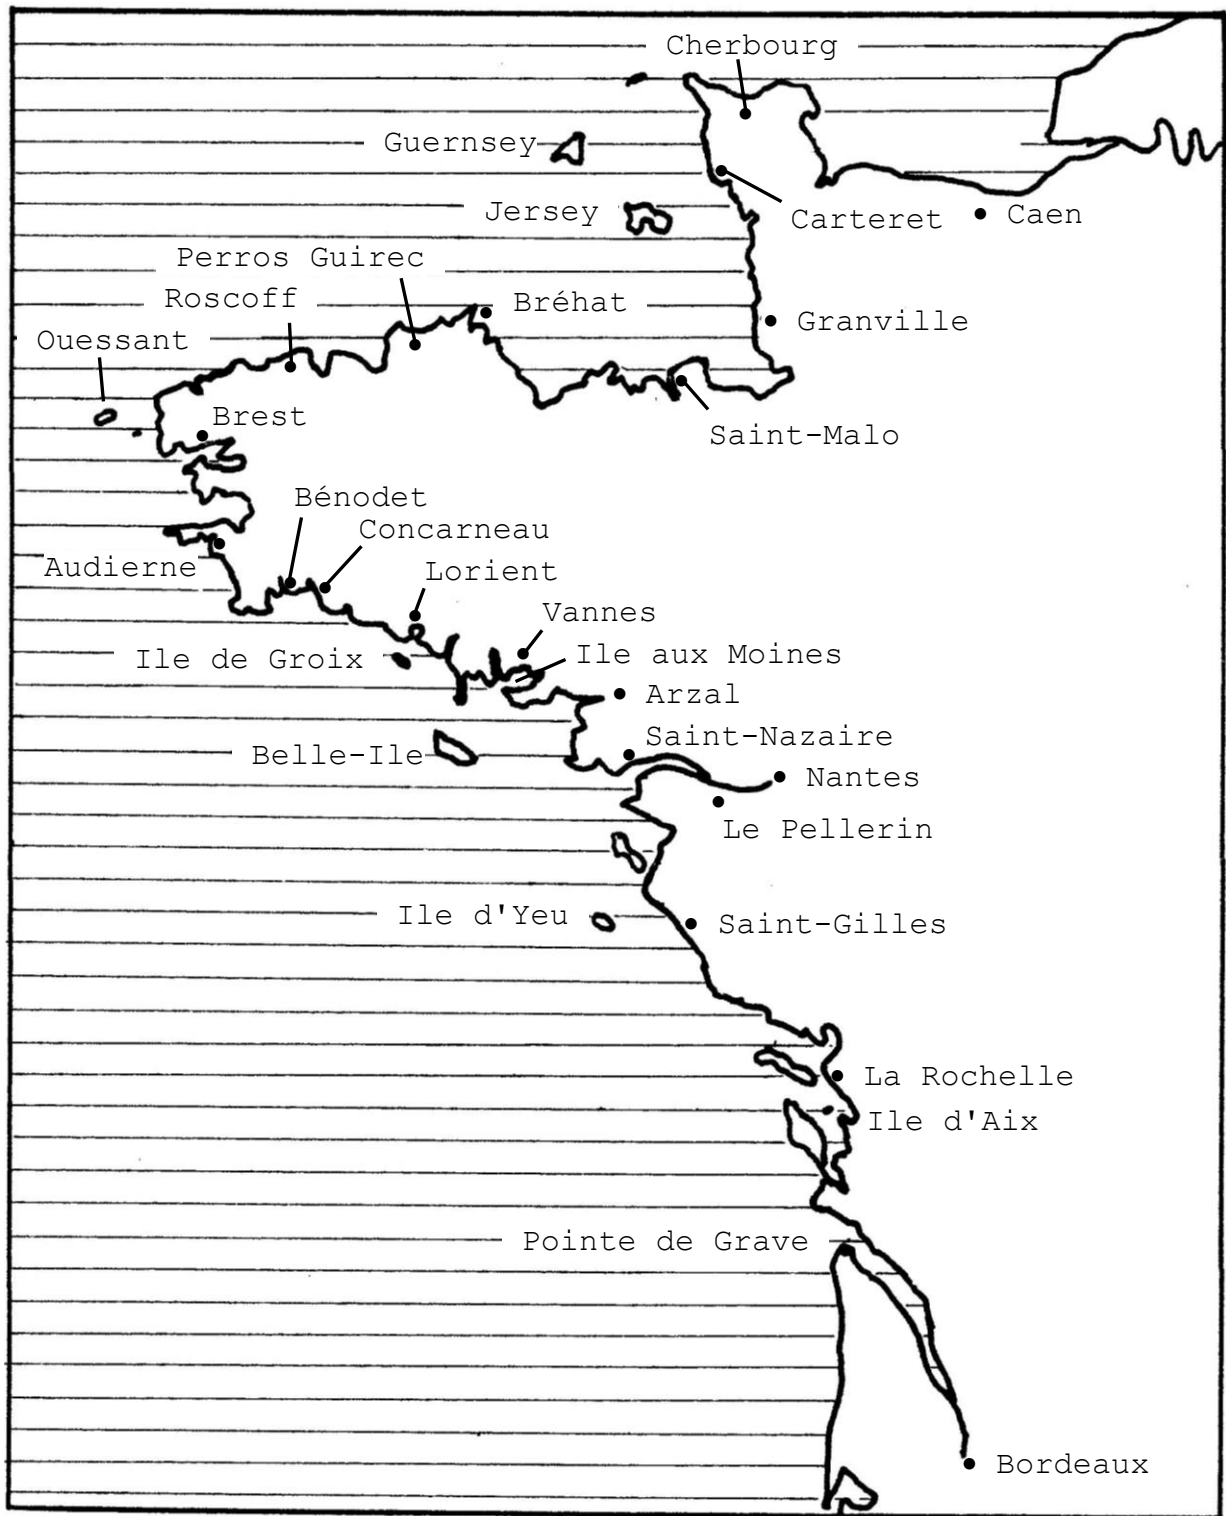 Cherbourg
Guernsey
Jersey
Carteret
Caen
Perros Guirec
Roscoff
Bréhat
Granville
Ouessant
Brest
Saint-Malo
Bénodet
Concarneau
Audierne
Lorient
Vannes
Ile de Groix
Ile aux Moines
Arzal
Saint-Nazaire
Belle-Ile
Nantes
Le Pellerin
Ile d'Yeu
Saint-Gilles
La Rochelle
Ile d'Aix
Pointe de Grave
Bordeaux